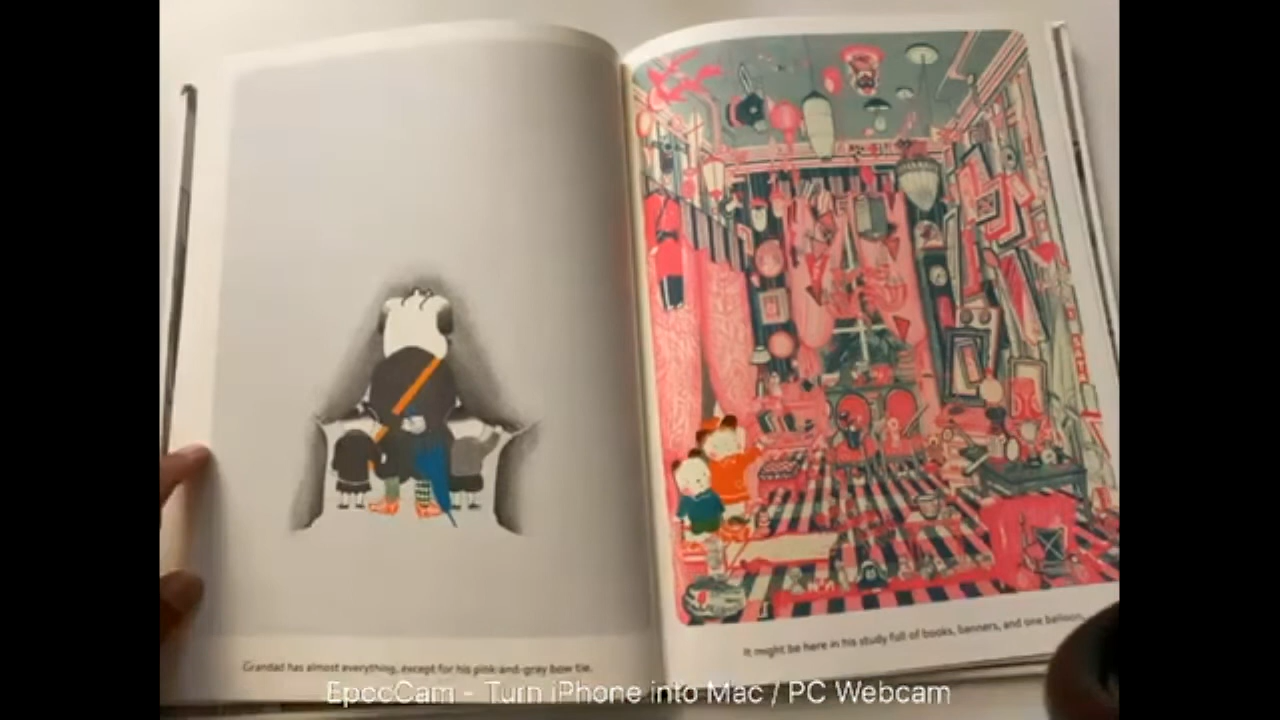 Grandad has almost everything, except for his pink-and-gray bow tie.
It might be here in his study full of books, banners, and one balloon.
EpocCam - Turn iPhone into Mac / PC Webcam